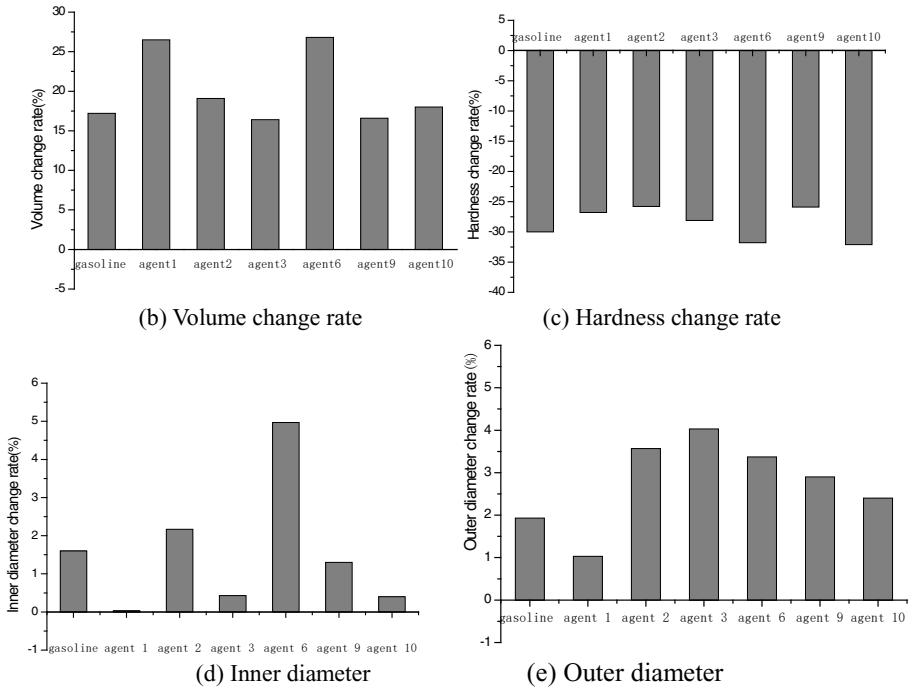 Volume change rate(%)
30
25
20
15
10
5
0
-5
gasoline agent1 agent2 agent3 agent6 agent9 agent10
(b) Volume change rate
Hardness change rate(%)
5
0
-5
-10
-15
-20
-25
-30
-35
-40
gasoline agent1 agent2 agent3 agent6 agent9 agent10
(c) Hardness change rate
Inner diameter change rate(%)
6
5
4
3
2
1
0
-1
gasoline agent 1 agent 2 agent 3 agent 6 agent 9 agent 10
(d) Inner diameter
Outer diameter change rate (%)
6
5
4
3
2
1
0
-1
gasoline agent 1 agent 2 agent 3 agent 6 agent 9 agent 10
(e) Outer diameter